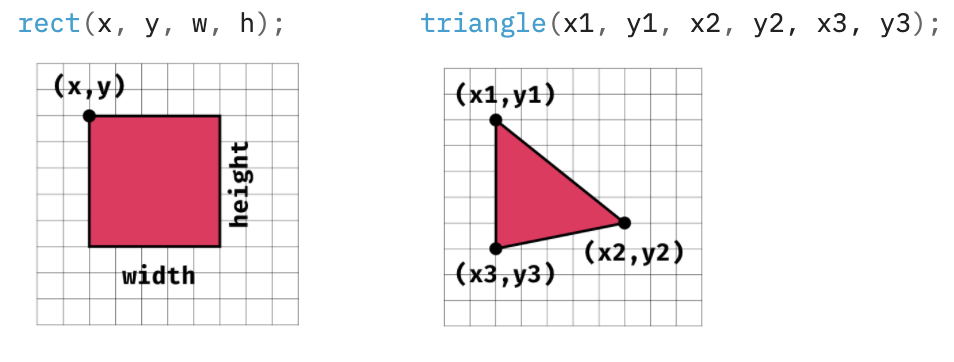 rect(x, y, w, h);
(x,y)
height
width
triangle(x1, y1, x2, y2, x3, y3);
(x1,y1)
(x2,y2)
(x3,y3)